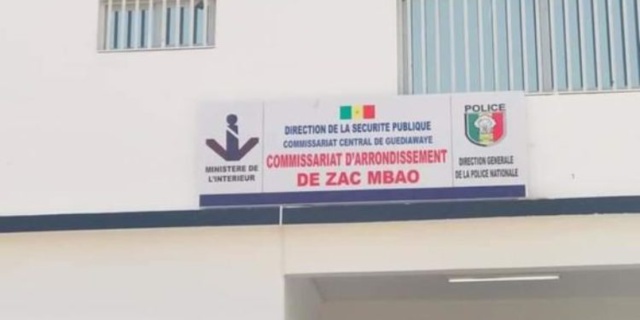 MINISTERE DE
L'INTERIEUR
DIRECTION DE LA SECURITE PUBLIQUE
COMMISSARIAT CENTRAL DE GUEDIAWAYE
COMMISSARIAT D'ARRONDISSEMENT
DE ZAC MBAO
POLICE
DIRECTION GENERALE
DE LA POLICE NATIONALE